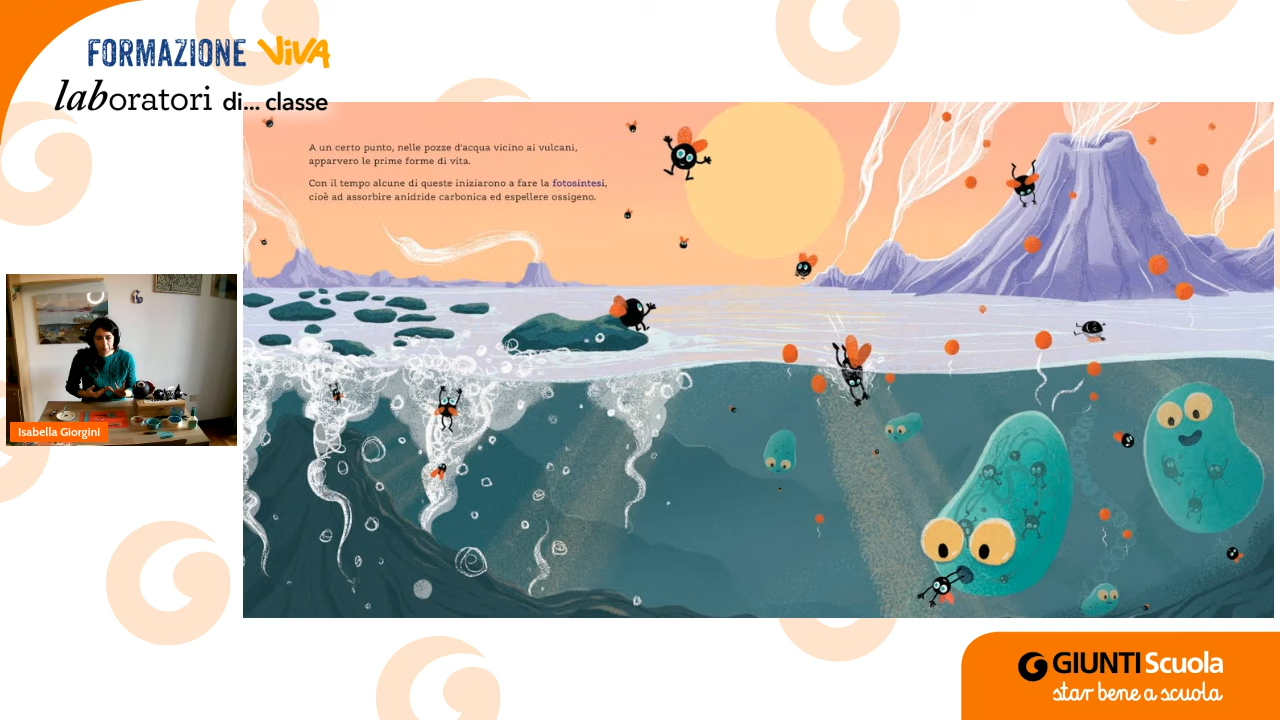 FORMAZIONE VIVA
laboratori di... classe
A un certo punto, nelle pozze d'acqua vicino ai vulcani,
apparvero le prime forme di vita.
Con il tempo alcune di queste iniziarono a fare la fotosintesi,
cioè ad assorbire anidride carbonica ed espellere ossigeno.
Isabella Giorgini
GIUNTI Scuola
star bene a scuola